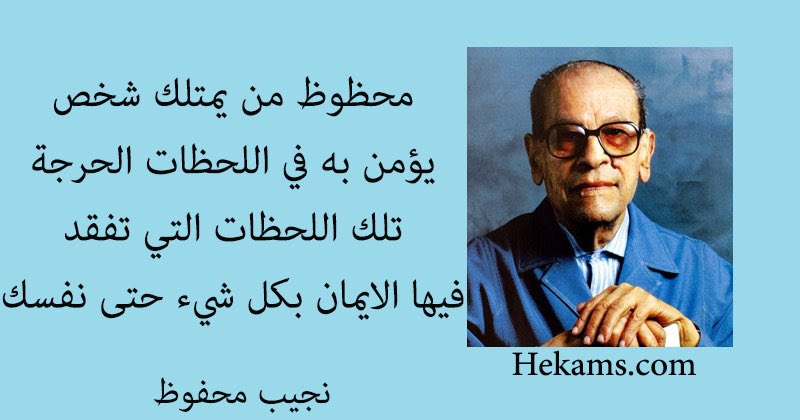 محظوظ من يمتلك شخص
يؤمن به في اللحظات الحرجة
تلك اللحظات التي تفقد
فيها الايمان بكل شيء حتى نفسك
نجيب محفوظ
Hekams.com